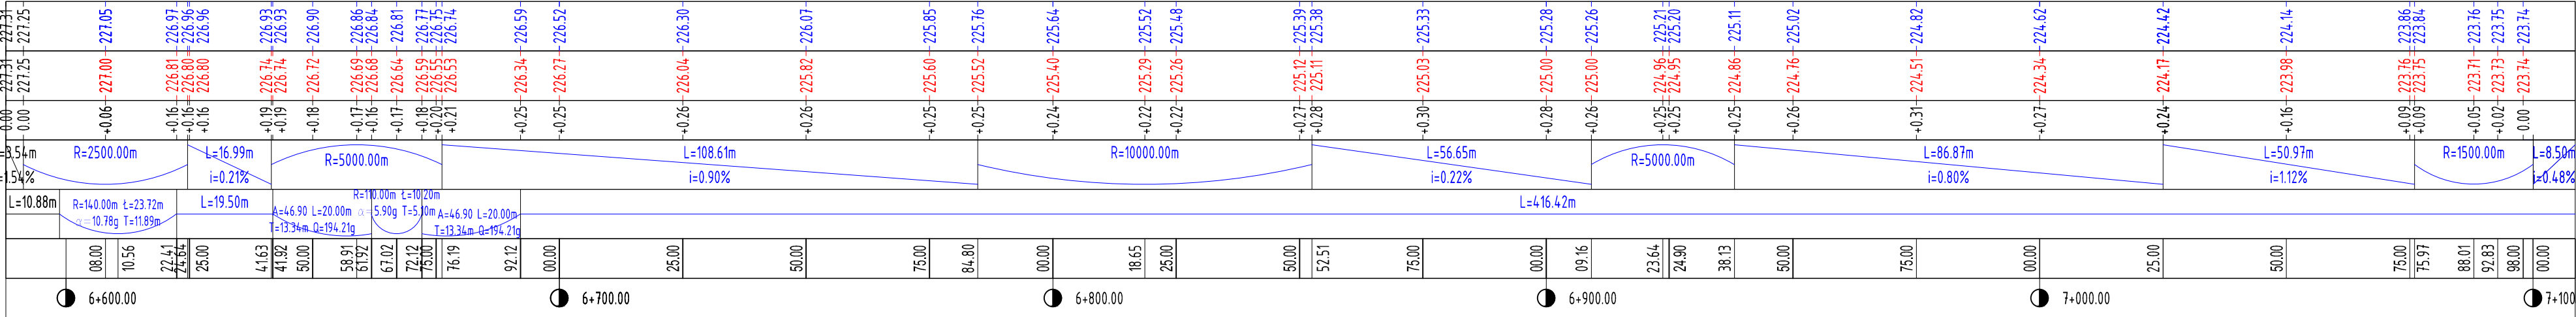 227.31 227.25 227.05 226.97 226.96 226.96 226.93 226.93 226.90 226.86 226.84 226.81 226.77 226.75 226.74 226.59 226.52 226.30 226.07 225.85 225.76 225.64 225.52 225.48 225.39 225.38 225.33 225.28 225.26 225.21 225.20 225.11 225.02 224.82 224.62 224.42 224.14 223.86 223.84 223.76 223.75 223.74
227.31 227.25 227.00 226.81 226.80 226.80 226.74 226.74 226.72 226.69 226.68 226.64 226.59 226.55 226.53 226.34 226.27 226.04 225.82 225.60 225.52 225.40 225.29 225.26 225.12 225.11 225.03 225.00 225.00 224.96 224.95 224.86 224.76 224.51 224.34 224.17 223.98 223.76 223.75 223.71 223.73 223.74
0.00 0.00 +0.06 +0.16 +0.16 +0.16 +0.19 +0.19 +0.18 +0.17 +0.16 +0.17 +0.18 +0.20 +0.21 +0.25 +0.25 +0.26 +0.26 +0.25 +0.25 +0.24 +0.22 +0.22 +0.27 +0.28 +0.30 +0.28 +0.26 +0.25 +0.25 +0.25 +0.26 +0.31 +0.27 +0.24 +0.16 +0.09 +0.09 +0.05 +0.02 0.00
=3.54m R=2500.00m L=16.99m R=5000.00m L=108.61m R=10000.00m L=56.65m R=5000.00m L=86.87m L=50.97m R=1500.00m L=8.50m
=1.54% i=0.21% i=0.90% i=0.22% i=0.80% i=1.12% i=0.48%
L=10.88m R=140.00m Ł=23.72m L=19.50m A=46.90 L=20.00m R=110.00m Ł=10.20m A=46.90 L=20.00m L=416.42m
α=10.78g T=11.89m T=13.34m Q=194.21g α=5.90g T=5.10m T=13.34m Q=194.21g
08.00 10.56 22.41 24.64 25.00 41.63 41.92 50.00 58.91 61.92 67.02 72.12 75.00 76.19 92.12 00.00 25.00 50.00 75.00 84.80 00.00 18.65 25.00 50.00 52.51 75.00 00.00 09.16 23.64 24.90 38.13 50.00 75.00 00.00 25.00 50.00 75.00 75.97 88.01 92.83 98.00 00.00
6+600.00 6+700.00 6+800.00 6+900.00 7+000.00 7+100